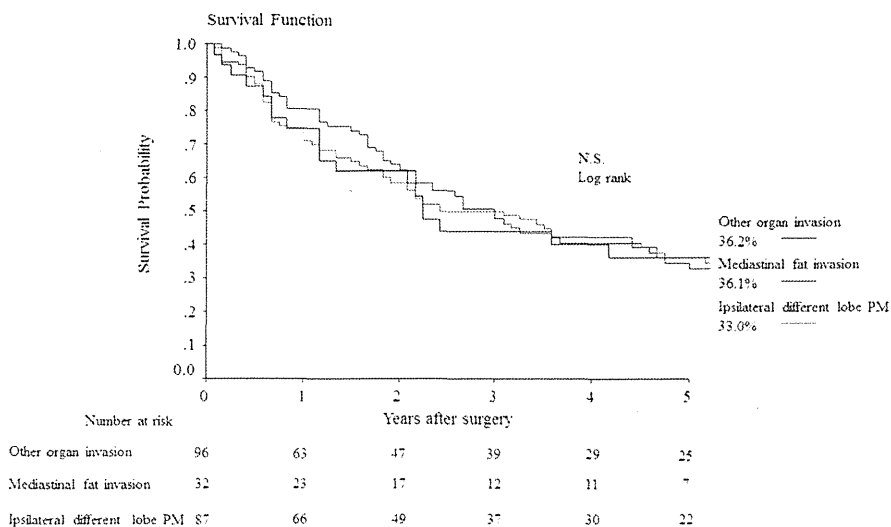 Survival Function
1.0
.9
.8
.7
.6
.5
.4
.3
.2
.1
0.0
Survival Probability
N.S.
Log rank
Other organ invasion
36.2%
Mediastinal fat invasion
36.1%
Ipsilateral different lobe PM
33.0%
0 1 2 3 4 5
Years after surgery
Number at risk
Other organ invasion 96 63 47 39 29 25
Mediastinal fat invasion 32 23 17 12 11 7
Ipsilateral different lobe PM 87 66 49 37 30 22